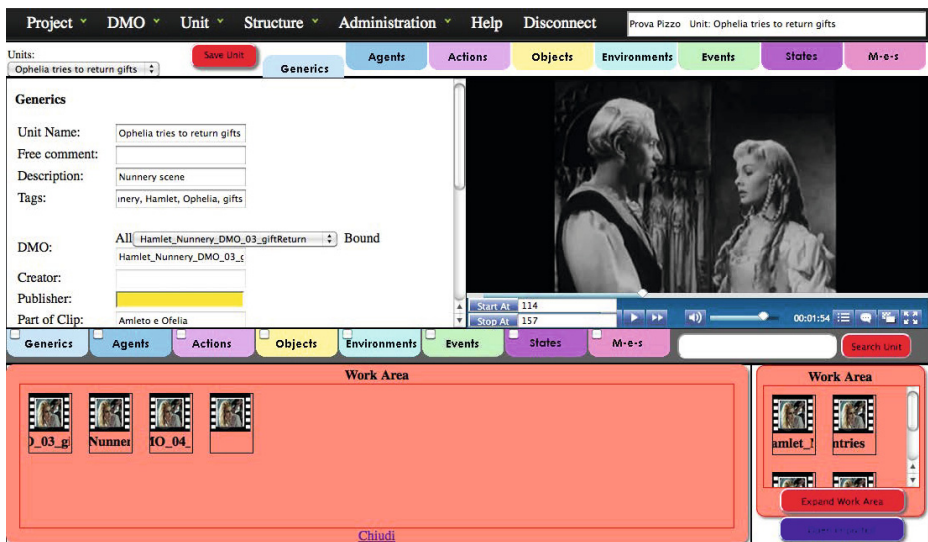 Project DMO Unit Structure Administration Help Disconnect
Prova Pizzo Unit: Ophelia tries to return gifts
Units:
Ophelia tries to return gifts
Save Unit
Generics Agents Actions Objects Environments Events States M-e-s
Generics
Unit Name: Ophelia tries to return gifts
Free comment:
Description: Nunnery scene
Tags: nnery, Hamlet, Ophelia, gifts
DMO: All Hamlet_Nunnery_DMO_03_giftReturn Bound
Hamlet_Nunnery_DMO_03_g
Creator:
Publisher:
Part of Clip: Amleto e Ofelia
Start At 114
Stop At 157
00:01:54
Generics Agents Actions Objects Environments Events States M-e-s
Search Unit
Work Area
O_03_gi Nunner MO_04_
Chiudi
Work Area
amlet_N ntries
Expand Work Area